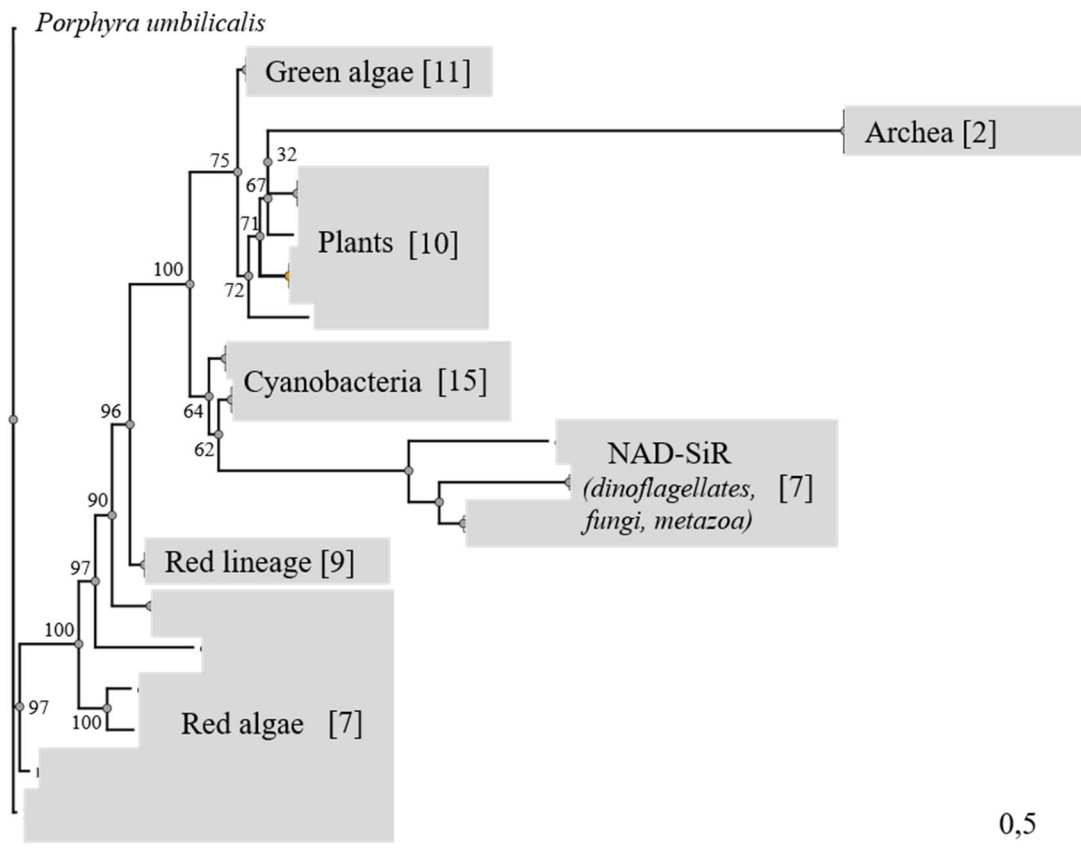 Porphyra umbilicalis
Green algae [11]
Archea [2]
32
75
67
71
Plants [10]
100
72
Cyanobacteria [15]
64
96
62
NAD-SiR
(dinoflagellates, [7]
fungi, metazoa)
90
Red lineage [9]
97
100
97
100
Red algae [7]
0,5